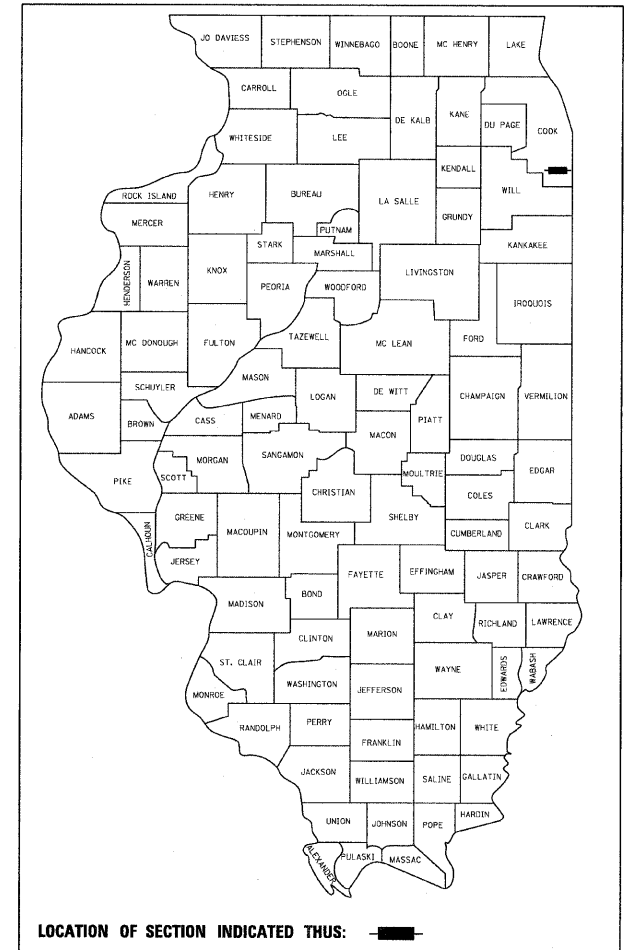 JO DAVIESS STEPHENSON WINNEBAGO BOONE MC HENRY LAKE
CARROLL OGLE DE KALB KANE DU PAGE COOK
WHITESIDE LEE
KENDALL WILL
ROCK ISLAND HENRY BUREAU LA SALLE GRUNDY
MERCER PUTNAM
STARK MARSHALL KANKAKEE
HENDERSON WARREN KNOX PEORIA WOODFORD LIVINGSTON IROQUOIS
HANCOCK MC DONOUGH FULTON TAZEWELL MC LEAN FORD
SCHUYLER MASON LOGAN DE WITT CHAMPAIGN VERMILION
ADAMS BROWN CASS MENARD MACON PIATT
PIKE SCOTT MORGAN SANGAMON CHRISTIAN MOULTRIE DOUGLAS EDGAR
COLES
CALHOUN GREENE MACOUPIN MONTGOMERY SHELBY CUMBERLAND CLARK
JERSEY
MADISON BOND FAYETTE EFFINGHAM JASPER CRAWFORD
CLINTON MARION CLAY RICHLAND LAWRENCE
ST. CLAIR WASHINGTON JEFFERSON WAYNE EDWARDS WABASH
MONROE
RANDOLPH PERRY FRANKLIN HAMILTON WHITE
JACKSON WILLIAMSON SALINE GALLATIN
UNION JOHNSON POPE HARDIN
ALEXANDER PULASKI MASSAC
LOCATION OF SECTION INDICATED THUS: